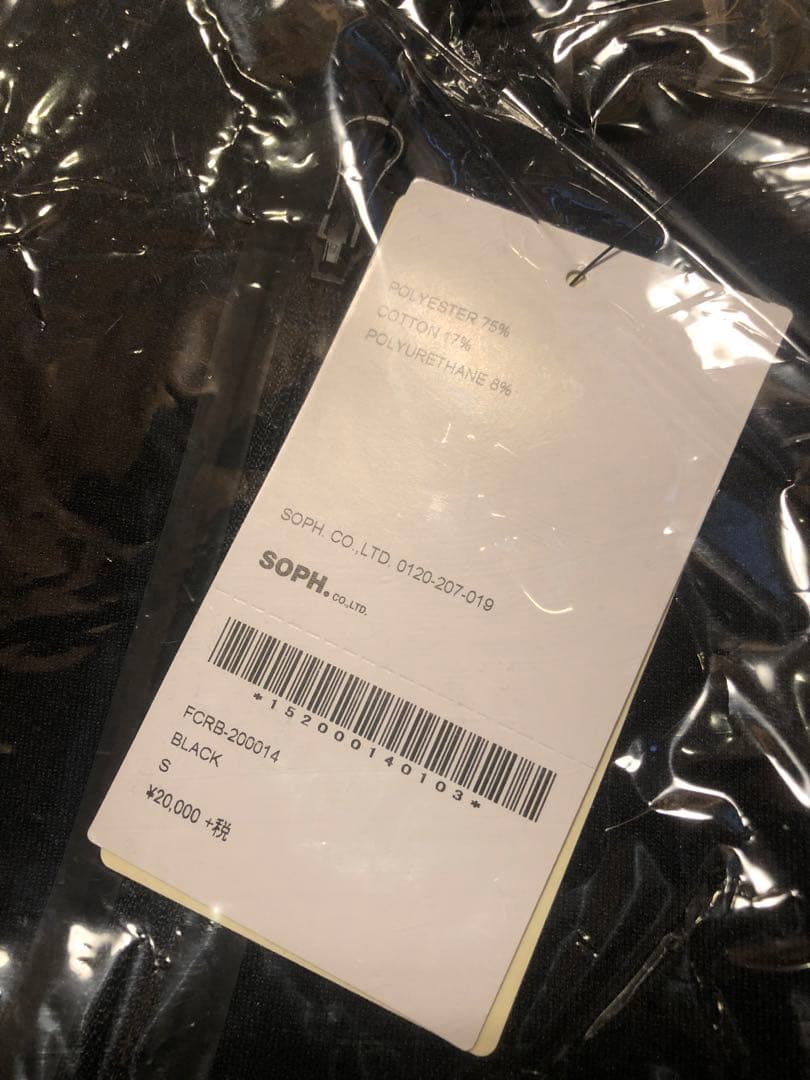 POLYESTER 75%
COTTON 17%
POLYURETHANE 8%
SOPH. CO.,LTD. 0120-207-019
SOPH. CO.,LTD.
*152000140103*
FCRB-200014
BLACK
S
¥20,000 +税